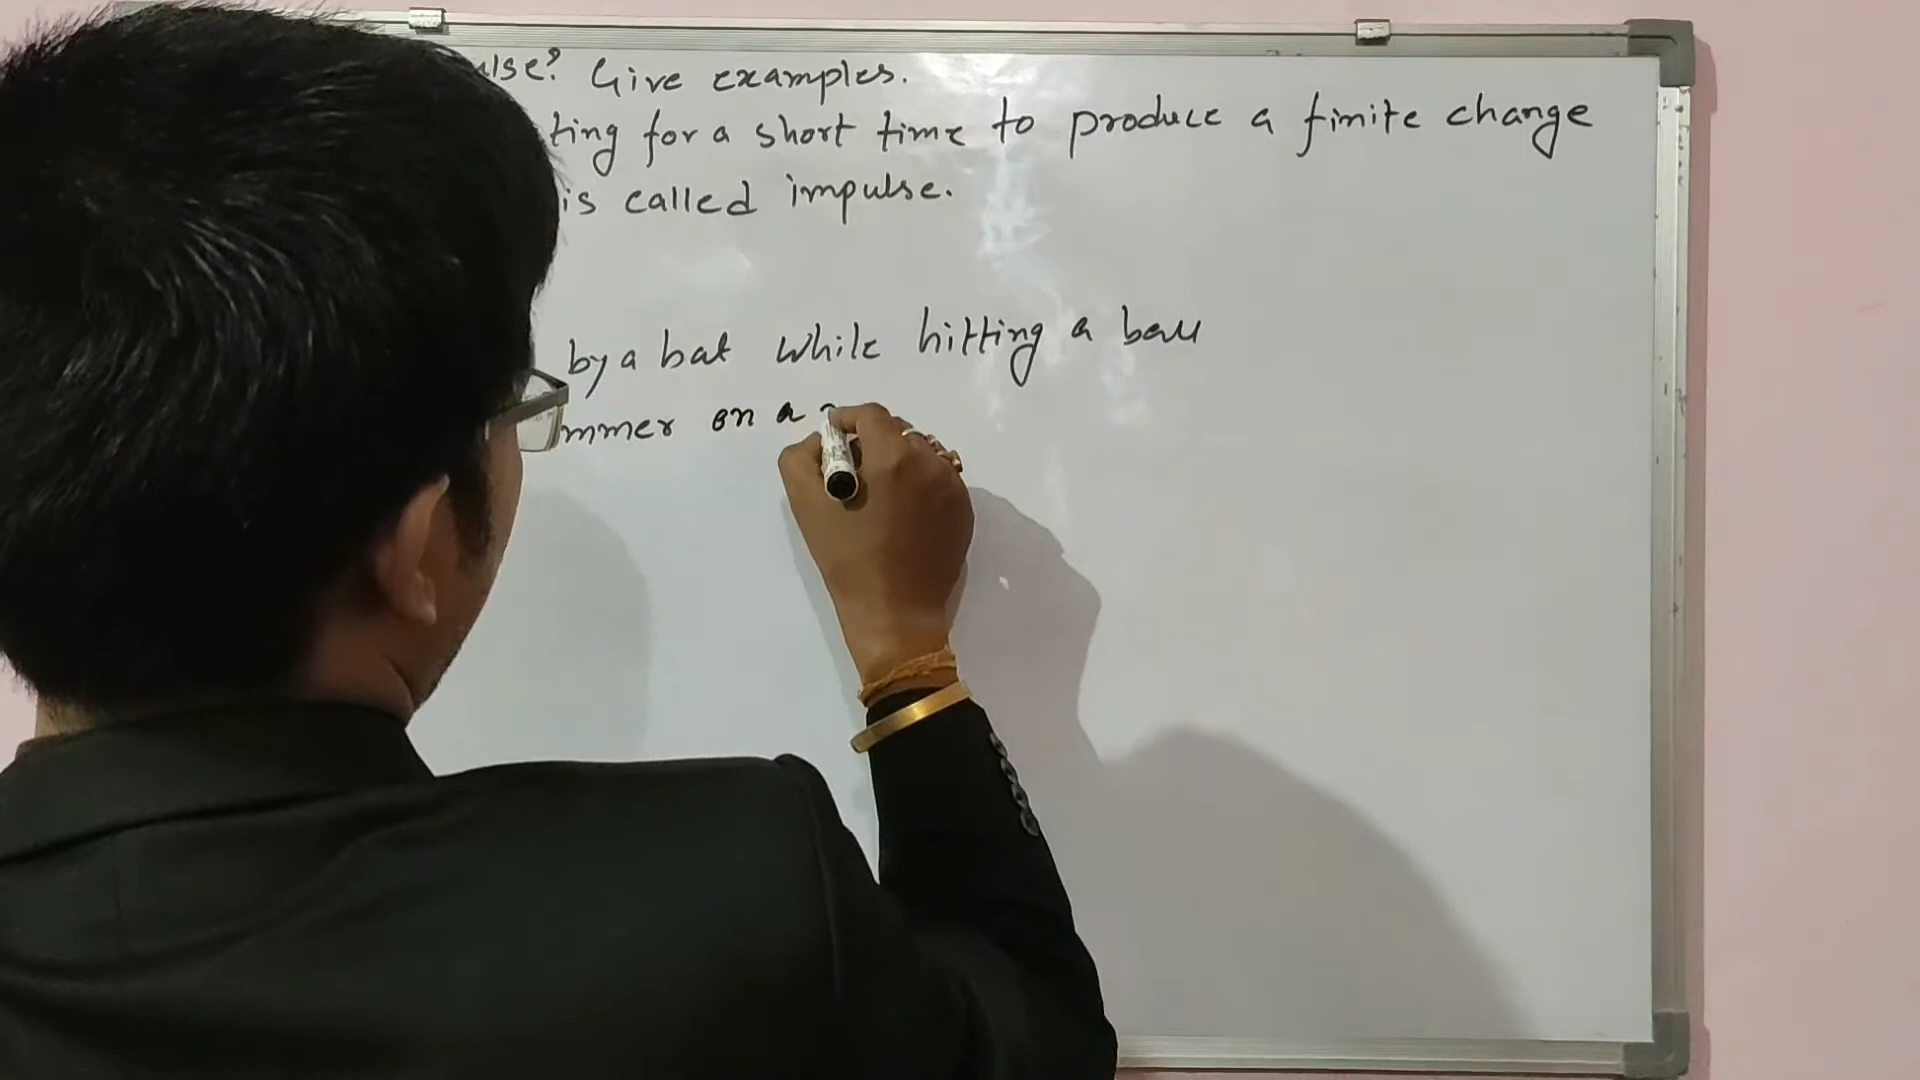 ulse? Give examples.
ting for a short time to produce a finite change
is called impulse.
by a bat while hitting a ball
mmer on a